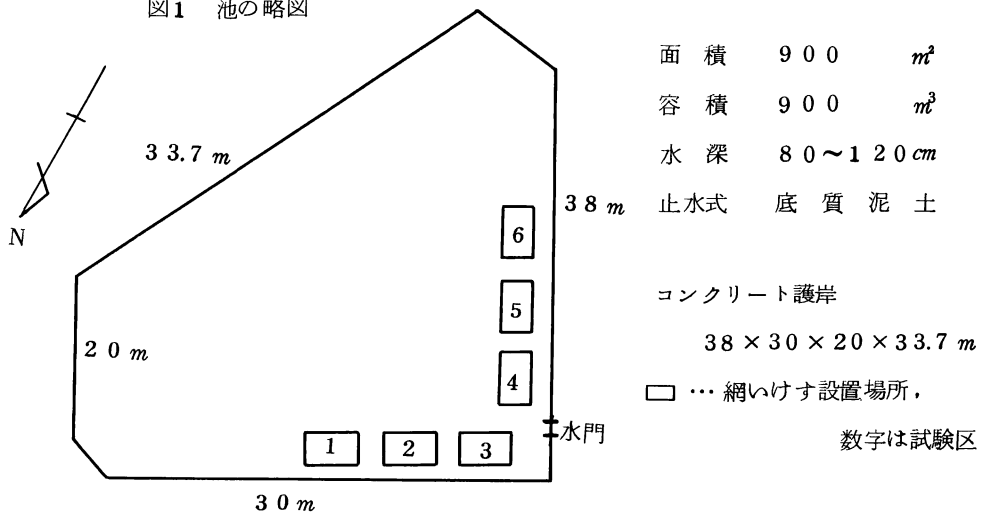 図1 池の略図
面積 900 m²
容積 900 m³
水深 80~120cm
止水式 底質泥土
コンクリート護岸
38×30×20×33.7 m
□…網いけす設置場所,
数字は試験区
N
33.7 m
38 m
20 m
30 m
6
5
4
1 2 3
水門